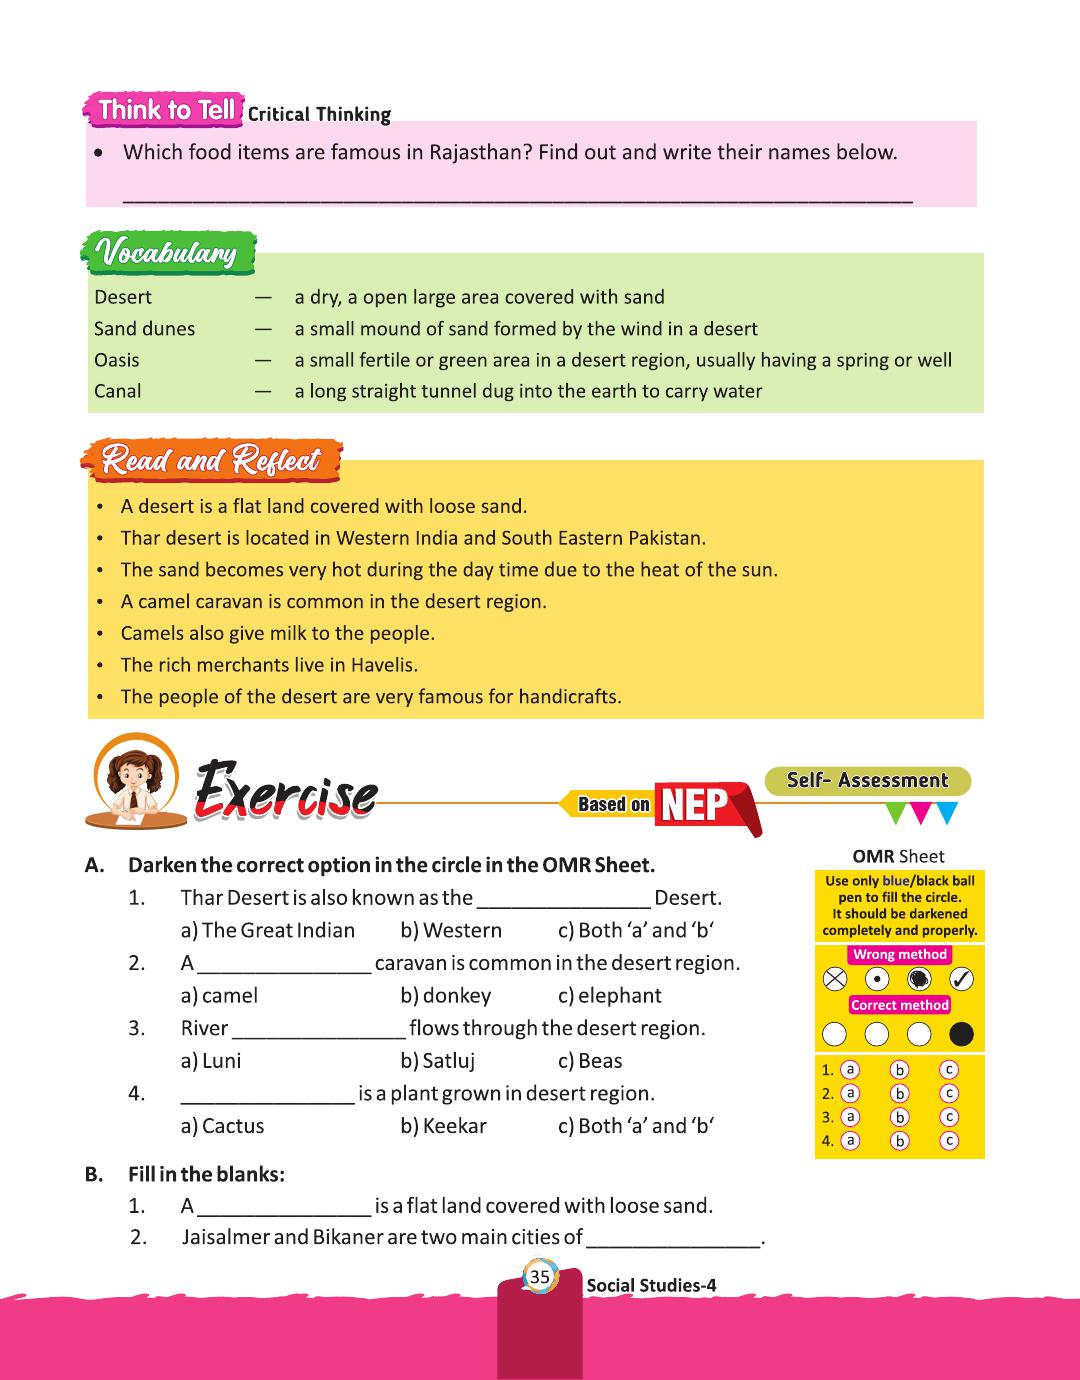 Think to Tell Critical Thinking
• Which food items are famous in Rajasthan? Find out and write their names below.
Vocabulary
Desert — a dry, a open large area covered with sand
Sand dunes — a small mound of sand formed by the wind in a desert
Oasis — a small fertile or green area in a desert region, usually having a spring or well
Canal — a long straight tunnel dug into the earth to carry water
Read and Reflect
• A desert is a flat land covered with loose sand.
• Thar desert is located in Western India and South Eastern Pakistan.
• The sand becomes very hot during the day time due to the heat of the sun.
• A camel caravan is common in the desert region.
• Camels also give milk to the people.
• The rich merchants live in Havelis.
• The people of the desert are very famous for handicrafts.
Exercise
Based on NEP
Self- Assessment
A. Darken the correct option in the circle in the OMR Sheet.
1. Thar Desert is also known as the _______________ Desert.
a) The Great Indian b) Western c) Both ‘a’ and ‘b‘
2. A _______________ caravan is common in the desert region.
a) camel b) donkey c) elephant
3. River _______________ flows through the desert region.
a) Luni b) Satluj c) Beas
4. _______________ is a plant grown in desert region.
a) Cactus b) Keekar c) Both ‘a’ and ‘b‘
OMR Sheet
Use only blue/black ball
pen to fill the circle.
It should be darkened
completely and properly.
Wrong method
Correct method
1. a b c
2. a b c
3. a b c
4. a b c
B. Fill in the blanks:
1. A _______________ is a flat land covered with loose sand.
2. Jaisalmer and Bikaner are two main cities of _______________.
35
Social Studies-4